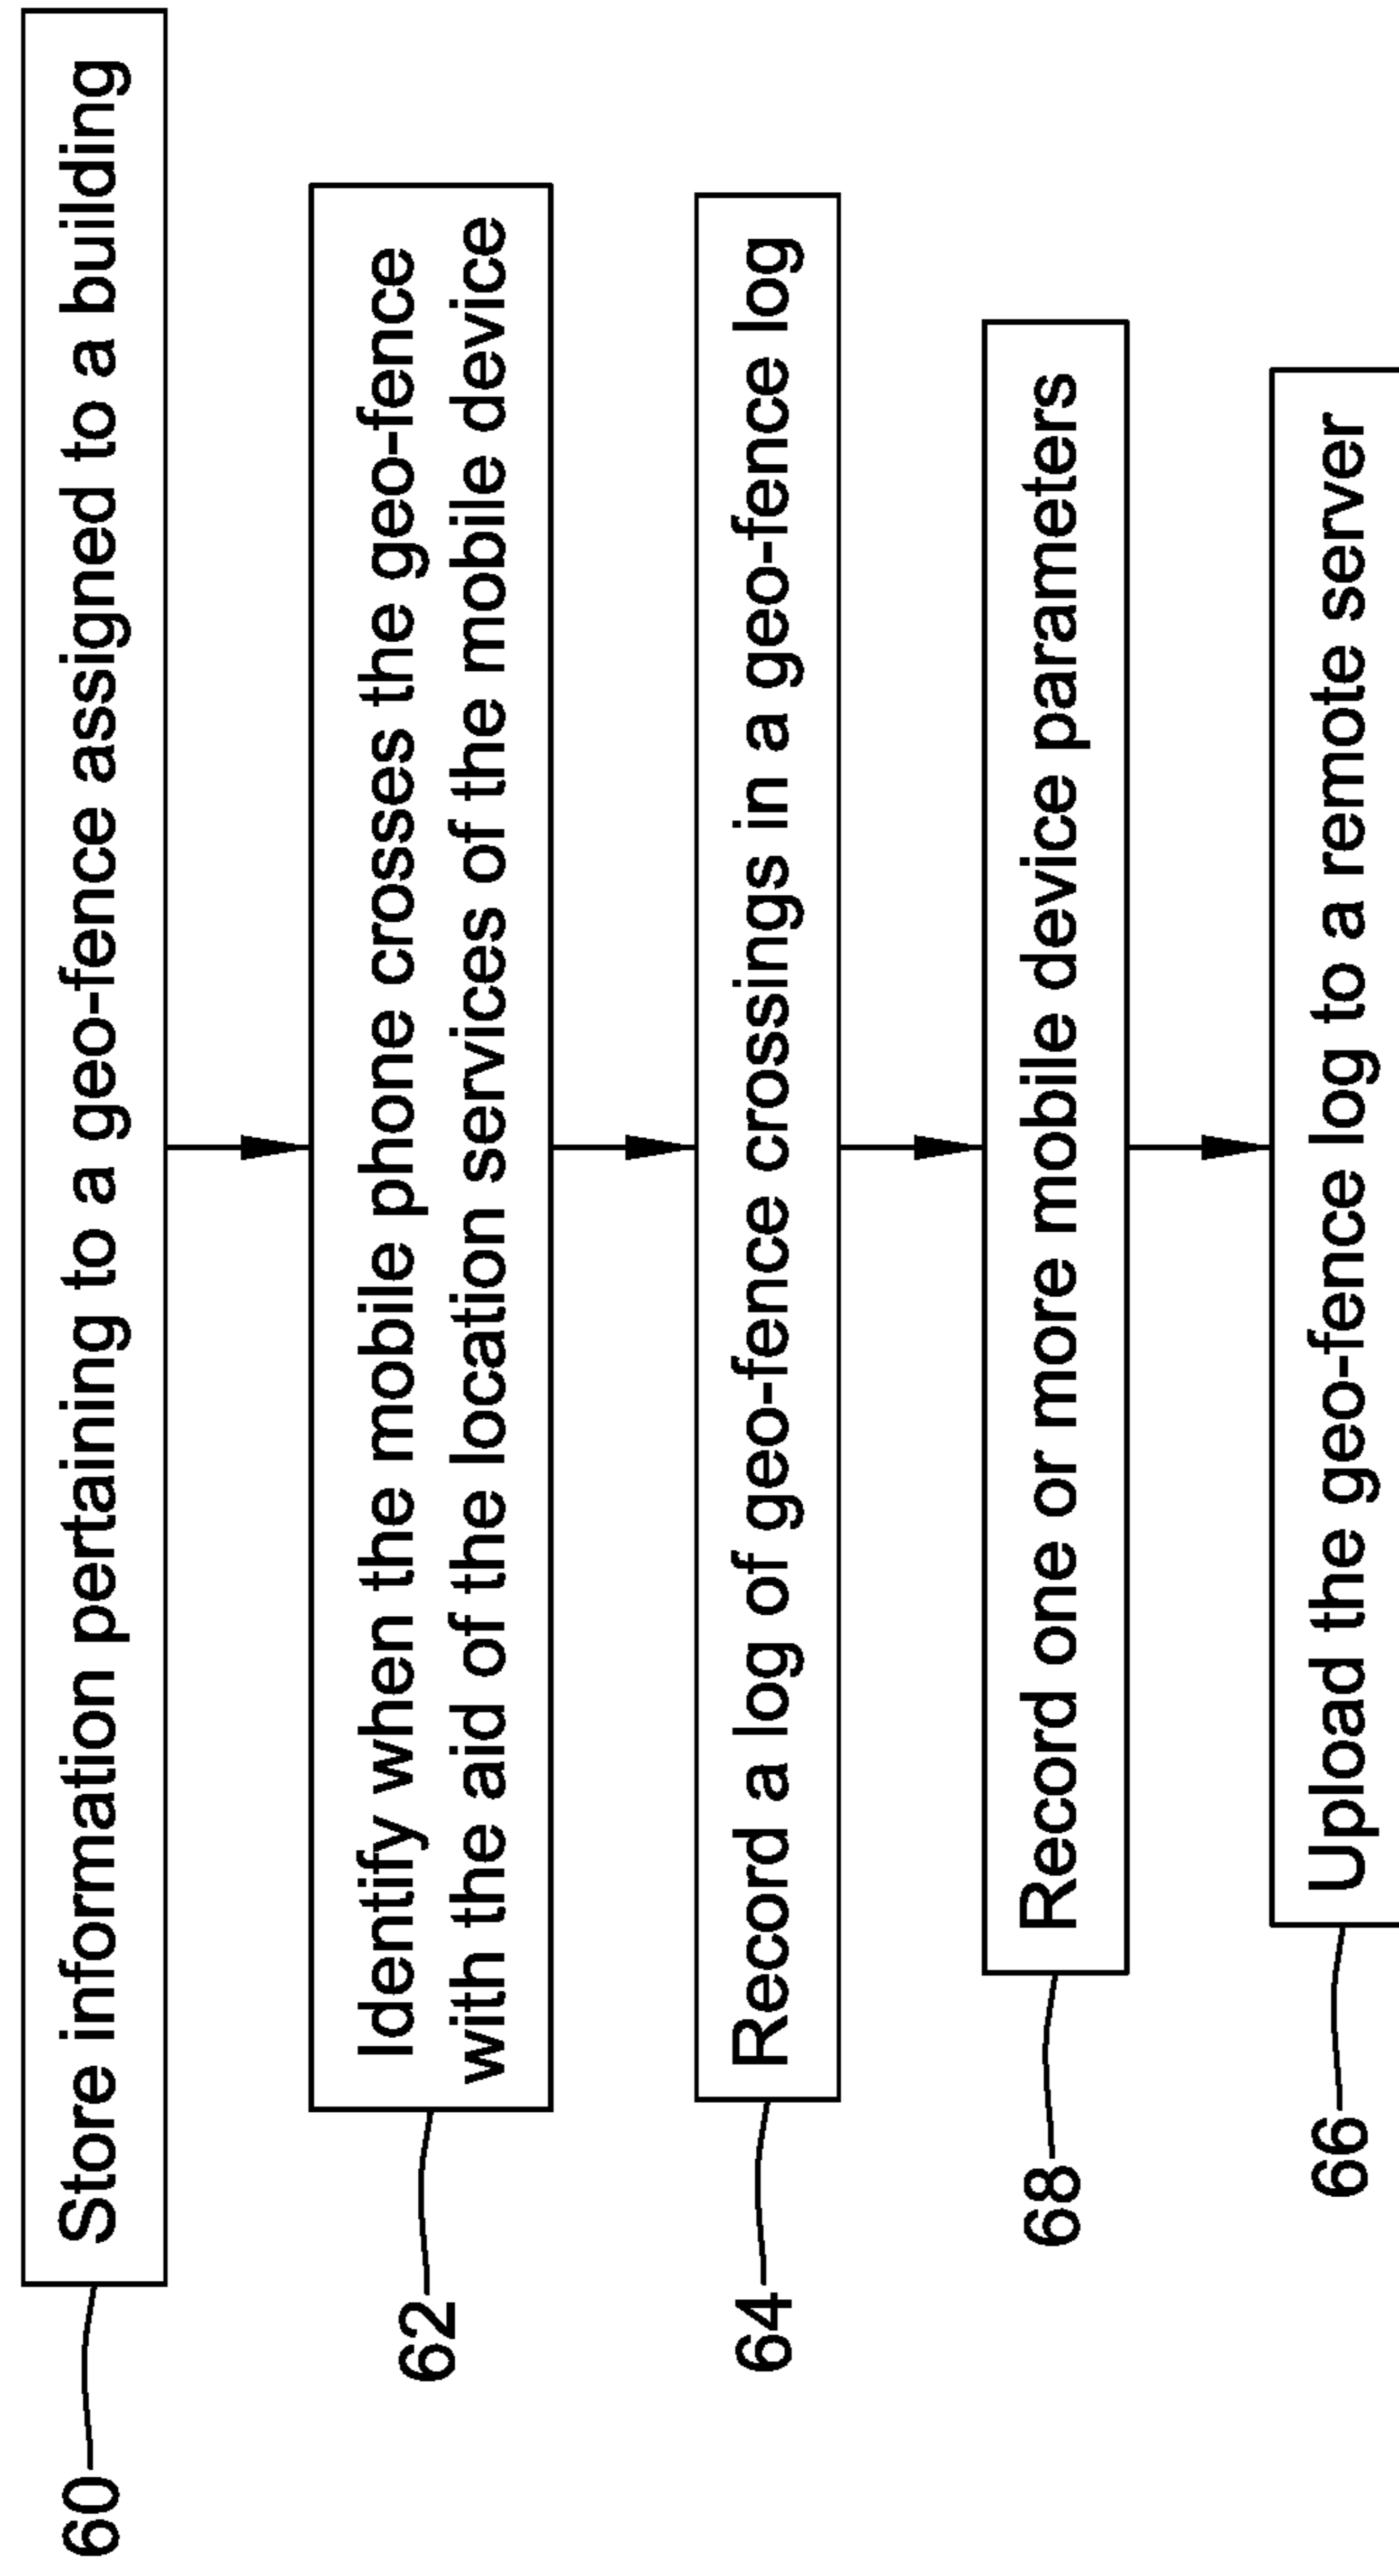 60
Store information pertaining to a geo-fence assigned to a building
62
Identify when the mobile phone crosses the geo-fence
with the aid of the location services of the mobile device
64
Record a log of geo-fence crossings in a geo-fence log
68
Record one or more mobile device parameters
66
Upload the geo-fence log to a remote server